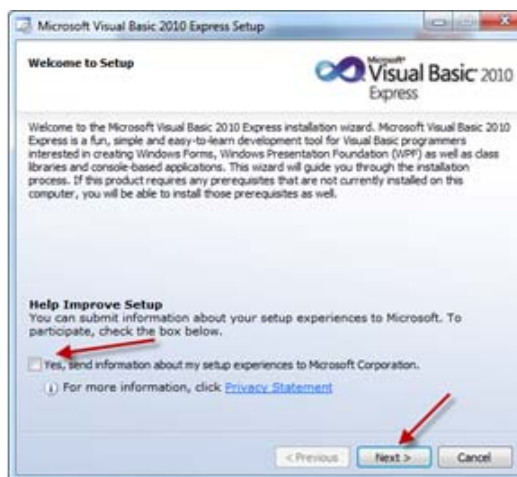 Microsoft Visual Basic 2010 Express Setup
Welcome to Setup
Microsoft®
Visual Basic 2010
Express
Welcome to the Microsoft Visual Basic 2010 Express installation wizard. Microsoft Visual Basic 2010
Express is a fun, simple and easy-to-learn development tool for Visual Basic programmers
interested in creating Windows Forms, Windows Presentation Foundation (WPF) as well as class
libraries and console-based applications. This wizard will guide you through the installation
process. If this product requires any prerequisites that are not currently installed on this
computer, you will be able to install those prerequisites as well.
Help Improve Setup
You can submit information about your setup experiences to Microsoft. To
participate, check the box below.
Yes, send information about my setup experiences to Microsoft Corporation.
For more information, click Privacy Statement
< Previous
Next >
Cancel